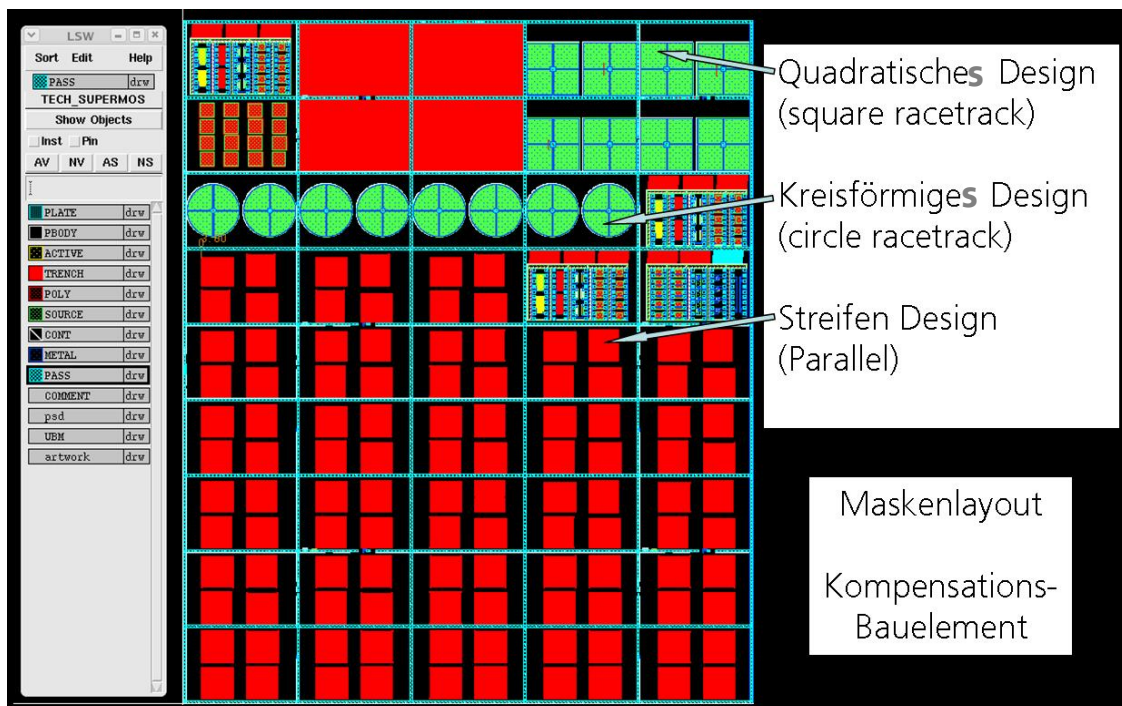 LSW
Sort Edit Help
PASS drw
TECH_SUPERMOS
Show Objects
Inst Pin
AV NV AS NS
PLATE drw
PBODY drw
ACTIVE drw
TRENCH drw
POLY drw
SOURCE drw
CONT drw
METAL drw
PASS drw
COMMENT drw
psd drw
UBM drw
artwork drw
Quadratisches Design
(square racetrack)
Kreisförmiges Design
(circle racetrack)
Streifen Design
(Parallel)
Maskenlayout
Kompensations-
Bauelement